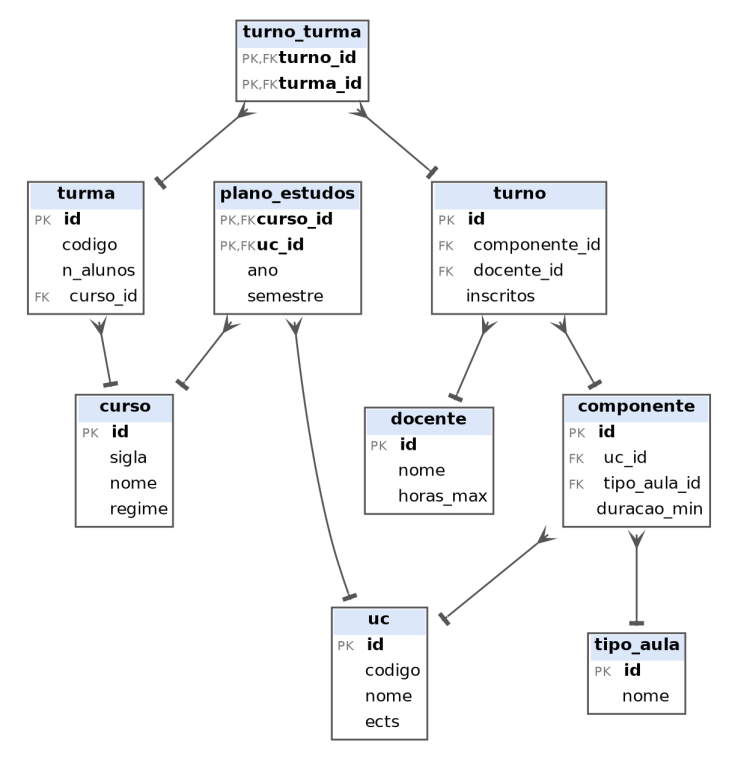 turno_turma
PK,FK turno_id
PK,FK turma_id
turma
PK id
codigo
n_alunos
FK curso_id
plano_estudos
PK,FK curso_id
PK,FK uc_id
ano
semestre
turno
PK id
FK componente_id
FK docente_id
inscritos
curso
PK id
sigla
nome
regime
docente
PK id
nome
horas_max
componente
PK id
FK uc_id
FK tipo_aula_id
duracao_min
uc
PK id
codigo
nome
ects
tipo_aula
PK id
nome